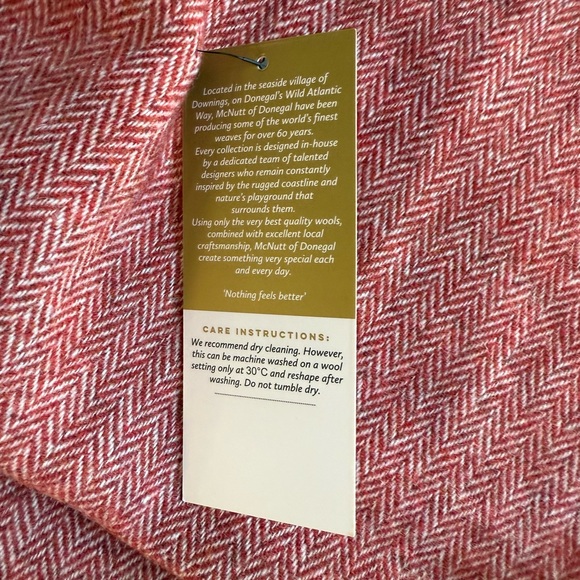 Located in the seaside village of
Downings, on Donegal's Wild Atlantic
Way, McNutt of Donegal have been
producing some of the world's finest
weaves for over 60 years.
Every collection is designed in-house
by a dedicated team of talented
designers who remain constantly
inspired by the rugged coastline and
nature's playground that
surrounds them.
Using only the very best quality wools,
combined with excellent local
craftsmanship, McNutt of Donegal
create something very special each
and every day.
'Nothing feels better'
CARE INSTRUCTIONS:
We recommend dry cleaning. However,
this can be machine washed on a wool
setting only at 30°C and reshape after
washing. Do not tumble dry.